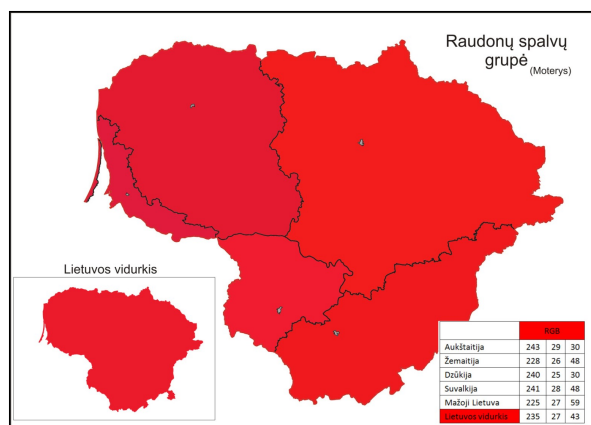 Raudonų spalvų
grupė
(Moterys)
Lietuvos vidurkis
RGB
Aukštaitija 243 29 30
Žemaitija 228 26 48
Dzūkija 240 25 30
Suvalkija 241 28 48
Mažoji Lietuva 225 27 59
Lietuvos vidurkis 235 27 43